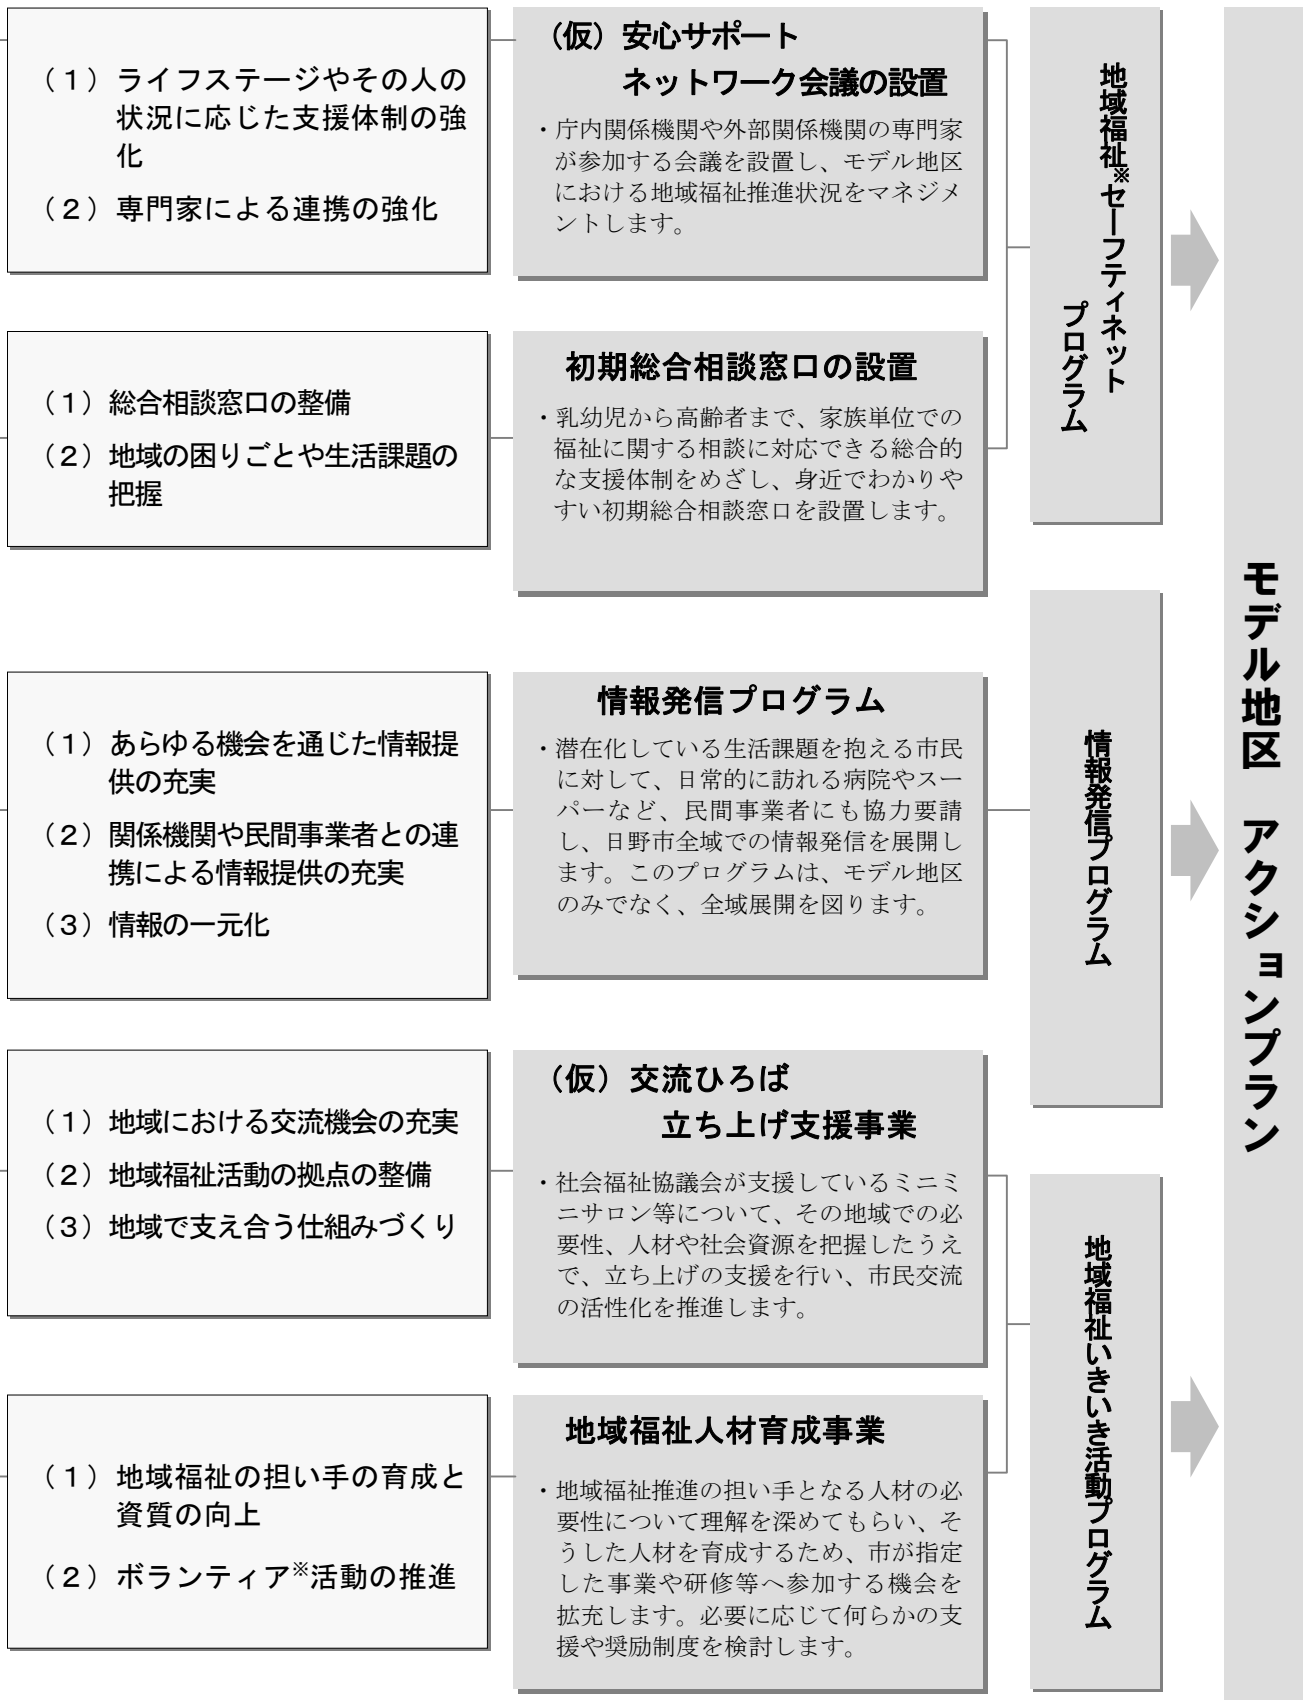 （１）ライフステージやその人の
状況に応じた支援体制の強
化
（２）専門家による連携の強化
（仮）安心サポート
ネットワーク会議の設置
・庁内関係機関や外部関係機関の専門家
が参加する会議を設置し、モデル地区
における地域福祉推進状況をマネジメ
ントします。
（１）総合相談窓口の整備
（２）地域の困りごとや生活課題の
把握
初期総合相談窓口の設置
・乳幼児から高齢者まで、家族単位での
福祉に関する相談に対応できる総合的
な支援体制をめざし、身近でわかりや
すい初期総合相談窓口を設置します。
地域福祉※セーフティネット
プログラム
（１）あらゆる機会を通じた情報提
供の充実
（２）関係機関や民間事業者との連
携による情報提供の充実
（３）情報の一元化
情報発信プログラム
・潜在化している生活課題を抱える市民
に対して、日常的に訪れる病院やスー
パーなど、民間事業者にも協力要請
し、日野市全域での情報発信を展開し
ます。このプログラムは、モデル地区
のみでなく、全域展開を図ります。
情報発信プログラム
（１）地域における交流機会の充実
（２）地域福祉活動の拠点の整備
（３）地域で支え合う仕組みづくり
（仮）交流ひろば
立ち上げ支援事業
・社会福祉協議会が支援しているミニミ
ニサロン等について、その地域での必
要性、人材や社会資源を把握したうえ
で、立ち上げの支援を行い、市民交流
の活性化を推進します。
（１）地域福祉の担い手の育成と
資質の向上
（２）ボランティア※活動の推進
地域福祉人材育成事業
・地域福祉推進の担い手となる人材の必
要性について理解を深めてもらい、そ
うした人材を育成するため、市が指定
した事業や研修等へ参加する機会を
拡充します。必要に応じて何らかの支
援や奨励制度を検討します。
地域福祉いきいき活動プログラム
モデル地区　アクションプラン